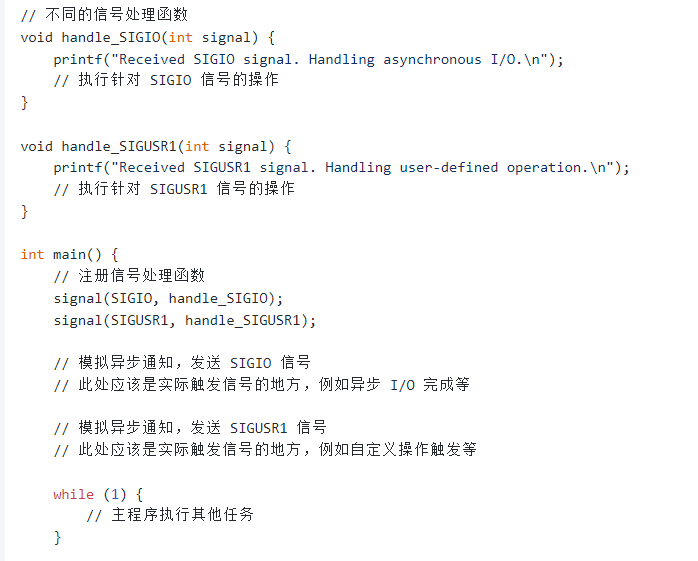 // 不同的信号处理函数
void handle_SIGIO(int signal) {
    printf("Received SIGIO signal. Handling asynchronous I/O.\n");
    // 执行针对 SIGIO 信号的操作
}

void handle_SIGUSR1(int signal) {
    printf("Received SIGUSR1 signal. Handling user-defined operation.\n");
    // 执行针对 SIGUSR1 信号的操作
}

int main() {
    // 注册信号处理函数
    signal(SIGIO, handle_SIGIO);
    signal(SIGUSR1, handle_SIGUSR1);

    // 模拟异步通知，发送 SIGIO 信号
    // 此处应该是实际触发信号的地方，例如异步 I/O 完成等

    // 模拟异步通知，发送 SIGUSR1 信号
    // 此处应该是实际触发信号的地方，例如自定义操作触发等

    while (1) {
        // 主程序执行其他任务
    }